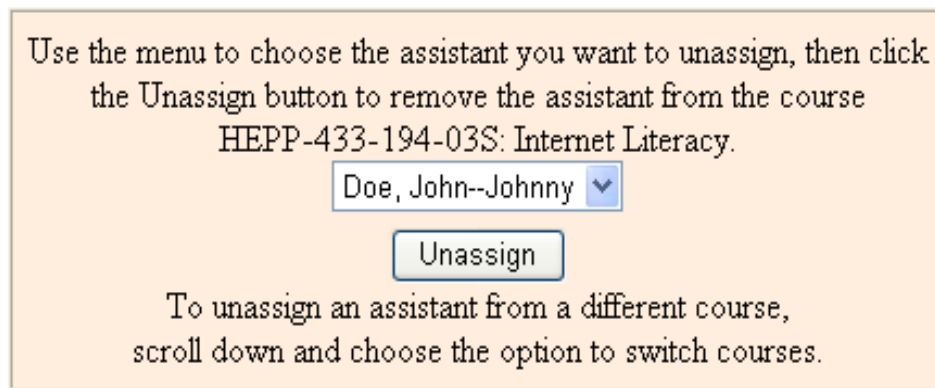 Use the menu to choose the assistant you want to unassign, then click
the Unassign button to remove the assistant from the course
HEPP-433-194-03S: Internet Literacy.
Doe, John--Johnny
Unassign
To unassign an assistant from a different course,
scroll down and choose the option to switch courses.